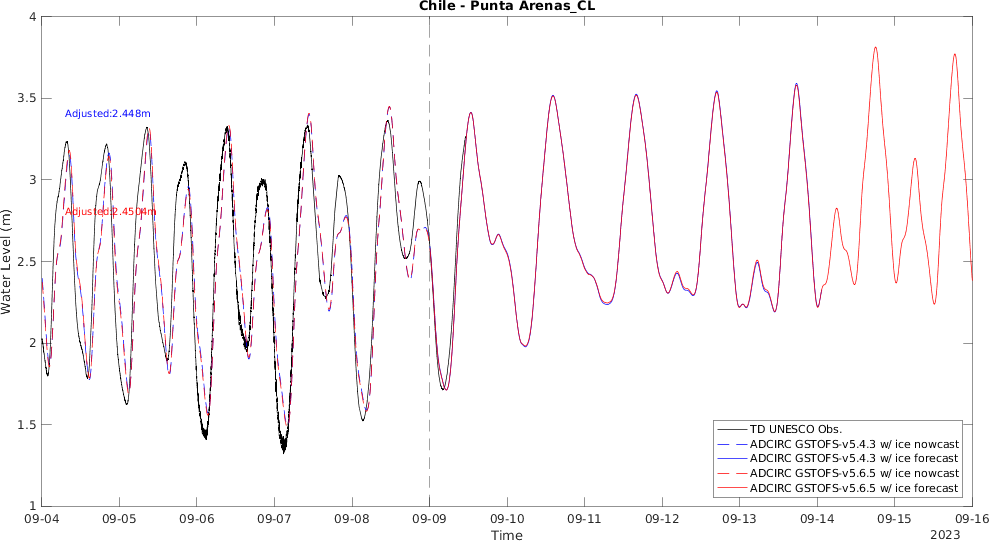 Chile - Punta Arenas_CL
4
3.5
3
2.5
2
1.5
1
Water Level (m)
Adjusted:2.448m
Adjusted:2.4504m
TD UNESCO Obs.
ADCIRC GSTOFS-v5.4.3 w/ ice nowcast
ADCIRC GSTOFS-v5.4.3 w/ ice forecast
ADCIRC GSTOFS-v5.6.5 w/ ice nowcast
ADCIRC GSTOFS-v5.6.5 w/ ice forecast
09-04 09-05 09-06 09-07 09-08 09-09 09-10 09-11 09-12 09-13 09-14 09-15 09-16
Time
2023